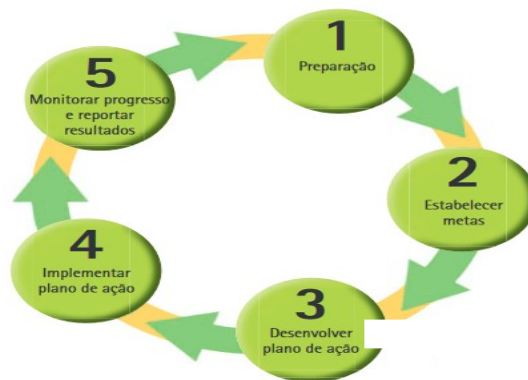 1
Preparação
2
Estabelecer
metas
3
Desenvolver
plano de ação
4
Implementar
plano de ação
5
Monitorar progresso
e reportar
resultados